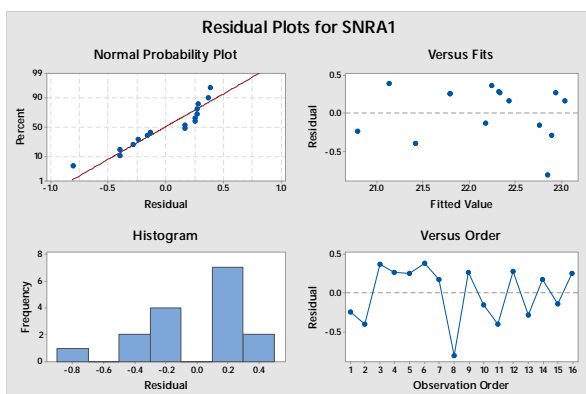 Residual Plots for SNRA1
Normal Probability Plot
99
90
50
10
1
Percent
-1.0 -0.5 0.0 0.5 1.0
Residual
Versus Fits
0.5
0.0
-0.5
Residual
21.0 21.5 22.0 22.5 23.0
Fitted Value
Histogram
8
6
4
2
0
Frequency
-0.8 -0.6 -0.4 -0.2 0.0 0.2 0.4
Residual
Versus Order
0.5
0.0
-0.5
Residual
1 2 3 4 5 6 7 8 9 10 11 12 13 14 15 16
Observation Order